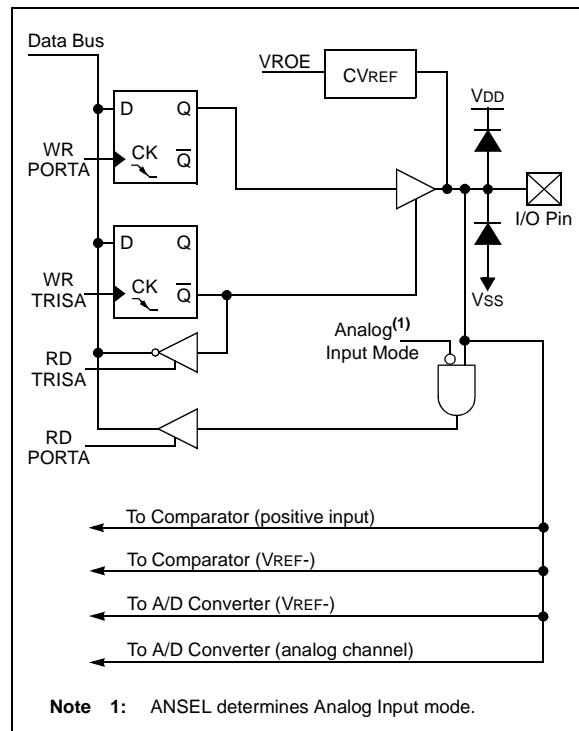 Data Bus
VROE
CVREF
VDD
D Q
WR
PORTA
CK
Q
I/O Pin
D Q
WR
TRISA
CK
Q
VSS
Analog(1)
Input Mode
RD
TRISA
RD
PORTA
To Comparator (positive input)
To Comparator (VREF-)
To A/D Converter (VREF-)
To A/D Converter (analog channel)
Note 1: ANSEL determines Analog Input mode.